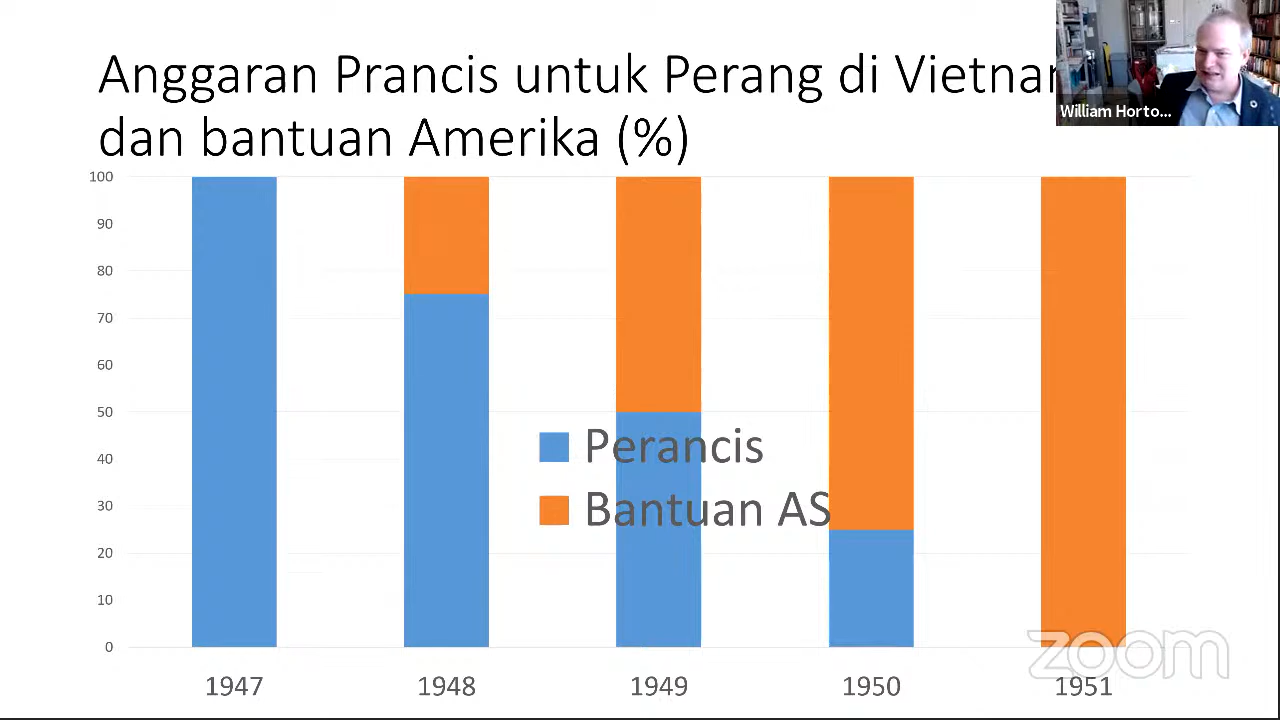 Anggaran Prancis untuk Perang di Vietnam
dan bantuan Amerika (%)
William Horto...
100
90
80
70
60
50
40
30
20
10
0
Perancis
Bantuan AS
1947 1948 1949 1950 1951
zoom